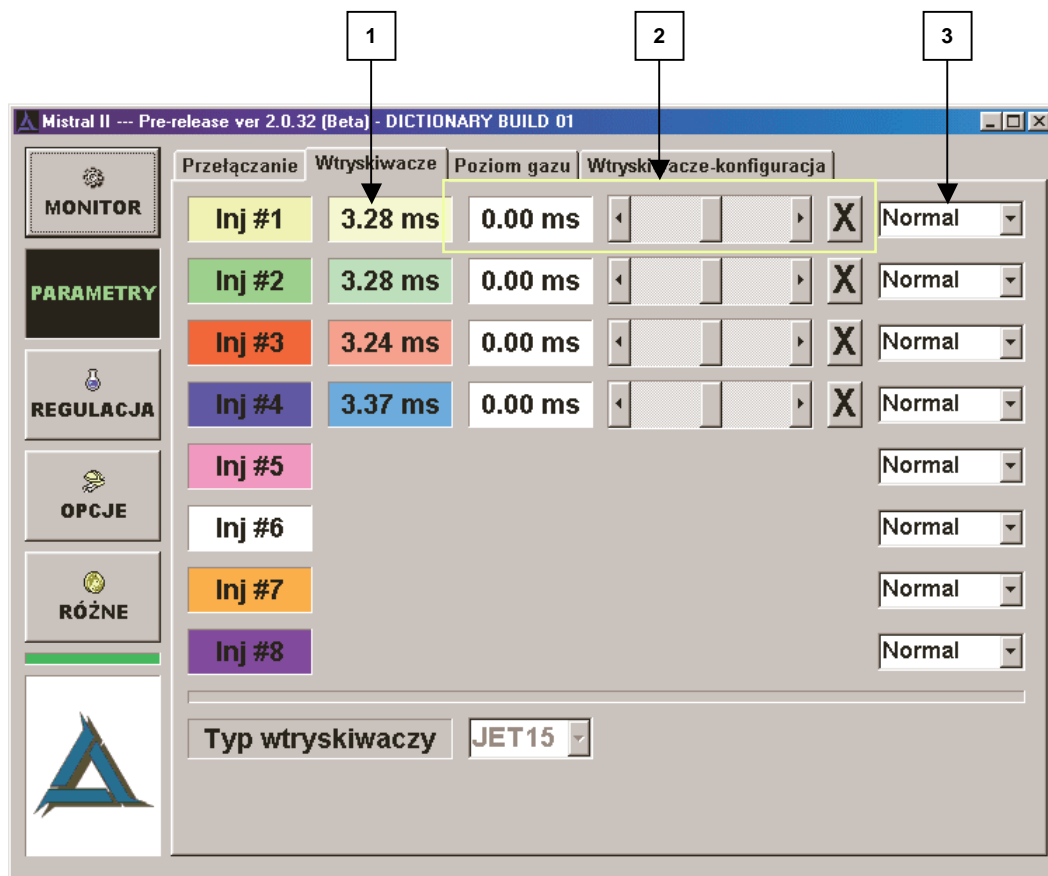 1 2 3
Mistral II --- Pre-release ver 2.0.32 (Beta) - DICTIONARY BUILD 01
Przełączanie Wtryskiwacze Poziom gazu Wtryskiwacze-konfiguracja
MONITOR
PARAMETRY
REGULACJA
OPCJE
RÓŻNE
Inj #1 3.28 ms 0.00 ms X Normal
Inj #2 3.28 ms 0.00 ms X Normal
Inj #3 3.24 ms 0.00 ms X Normal
Inj #4 3.37 ms 0.00 ms X Normal
Inj #5 Normal
Inj #6 Normal
Inj #7 Normal
Inj #8 Normal
Typ wtryskiwaczy JET15